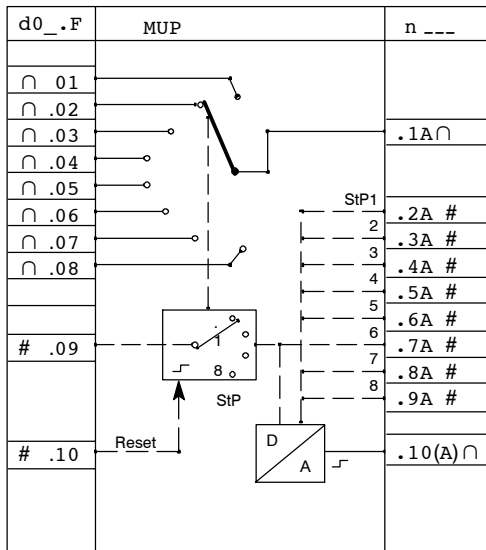 d0_.F MUP n ___
∩ 01
∩ .02
∩ .03 .1A∩
∩ .04
∩ .05
∩ .06 StP1 .2A #
∩ .07 2 .3A #
∩ .08 3 .4A #
4 .5A #
5 .6A #
# .09 1 6 .7A #
8 7 .8A #
StP 8 .9A #
# .10 Reset D A .10(A)∩